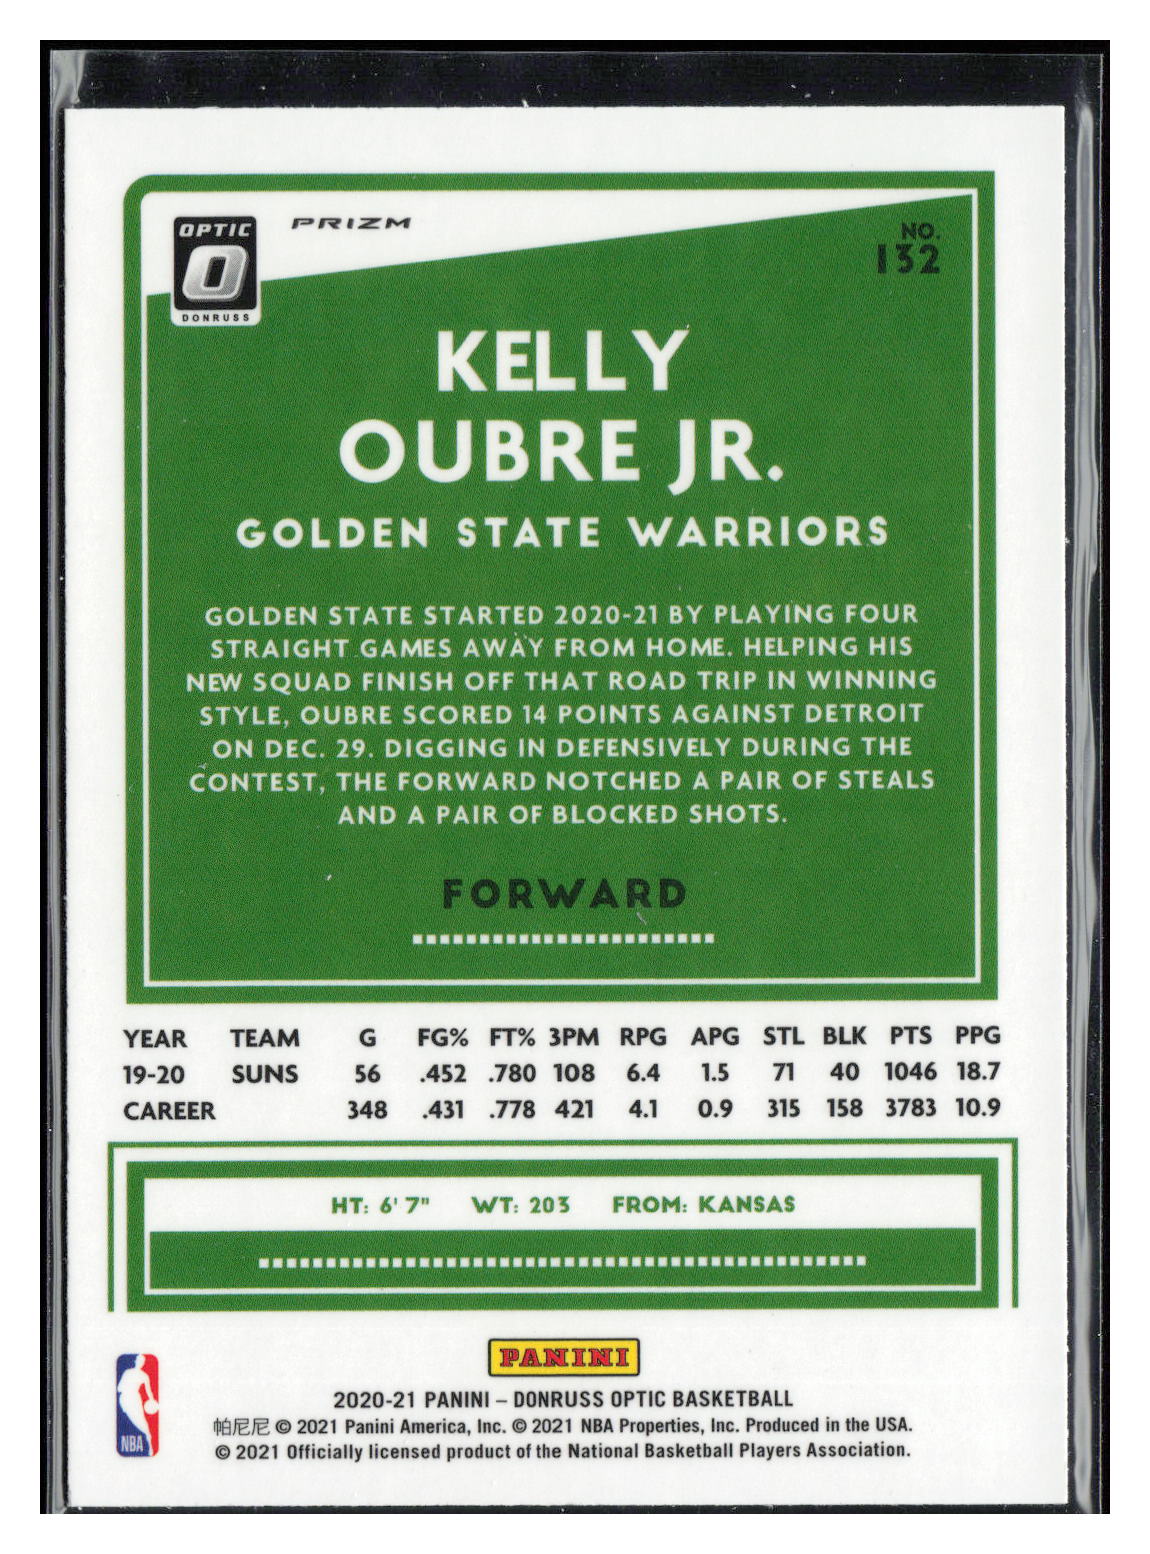 OPTIC
DONRUSS
PRIZM
NO.
132
KELLY
OUBRE JR.
GOLDEN STATE WARRIORS
GOLDEN STATE STARTED 2020-21 BY PLAYING FOUR
STRAIGHT GAMES AWAY FROM HOME. HELPING HIS
NEW SQUAD FINISH OFF THAT ROAD TRIP IN WINNING
STYLE, OUBRE SCORED 14 POINTS AGAINST DETROIT
ON DEC. 29. DIGGING IN DEFENSIVELY DURING THE
CONTEST, THE FORWARD NOTCHED A PAIR OF STEALS
AND A PAIR OF BLOCKED SHOTS.
FORWARD
YEAR TEAM G FG% FT% 3PM RPG APG STL BLK PTS PPG
19-20 SUNS 56 .452 .780 108 6.4 1.5 71 40 1046 18.7
CAREER 348 .431 .778 421 4.1 0.9 315 158 3783 10.9
HT: 6' 7" WT: 203 FROM: KANSAS
PANINI
NBA
2020-21 PANINI – DONRUSS OPTIC BASKETBALL
帕尼尼 © 2021 Panini America, Inc. © 2021 NBA Properties, Inc. Produced in the USA.
© 2021 Officially licensed product of the National Basketball Players Association.